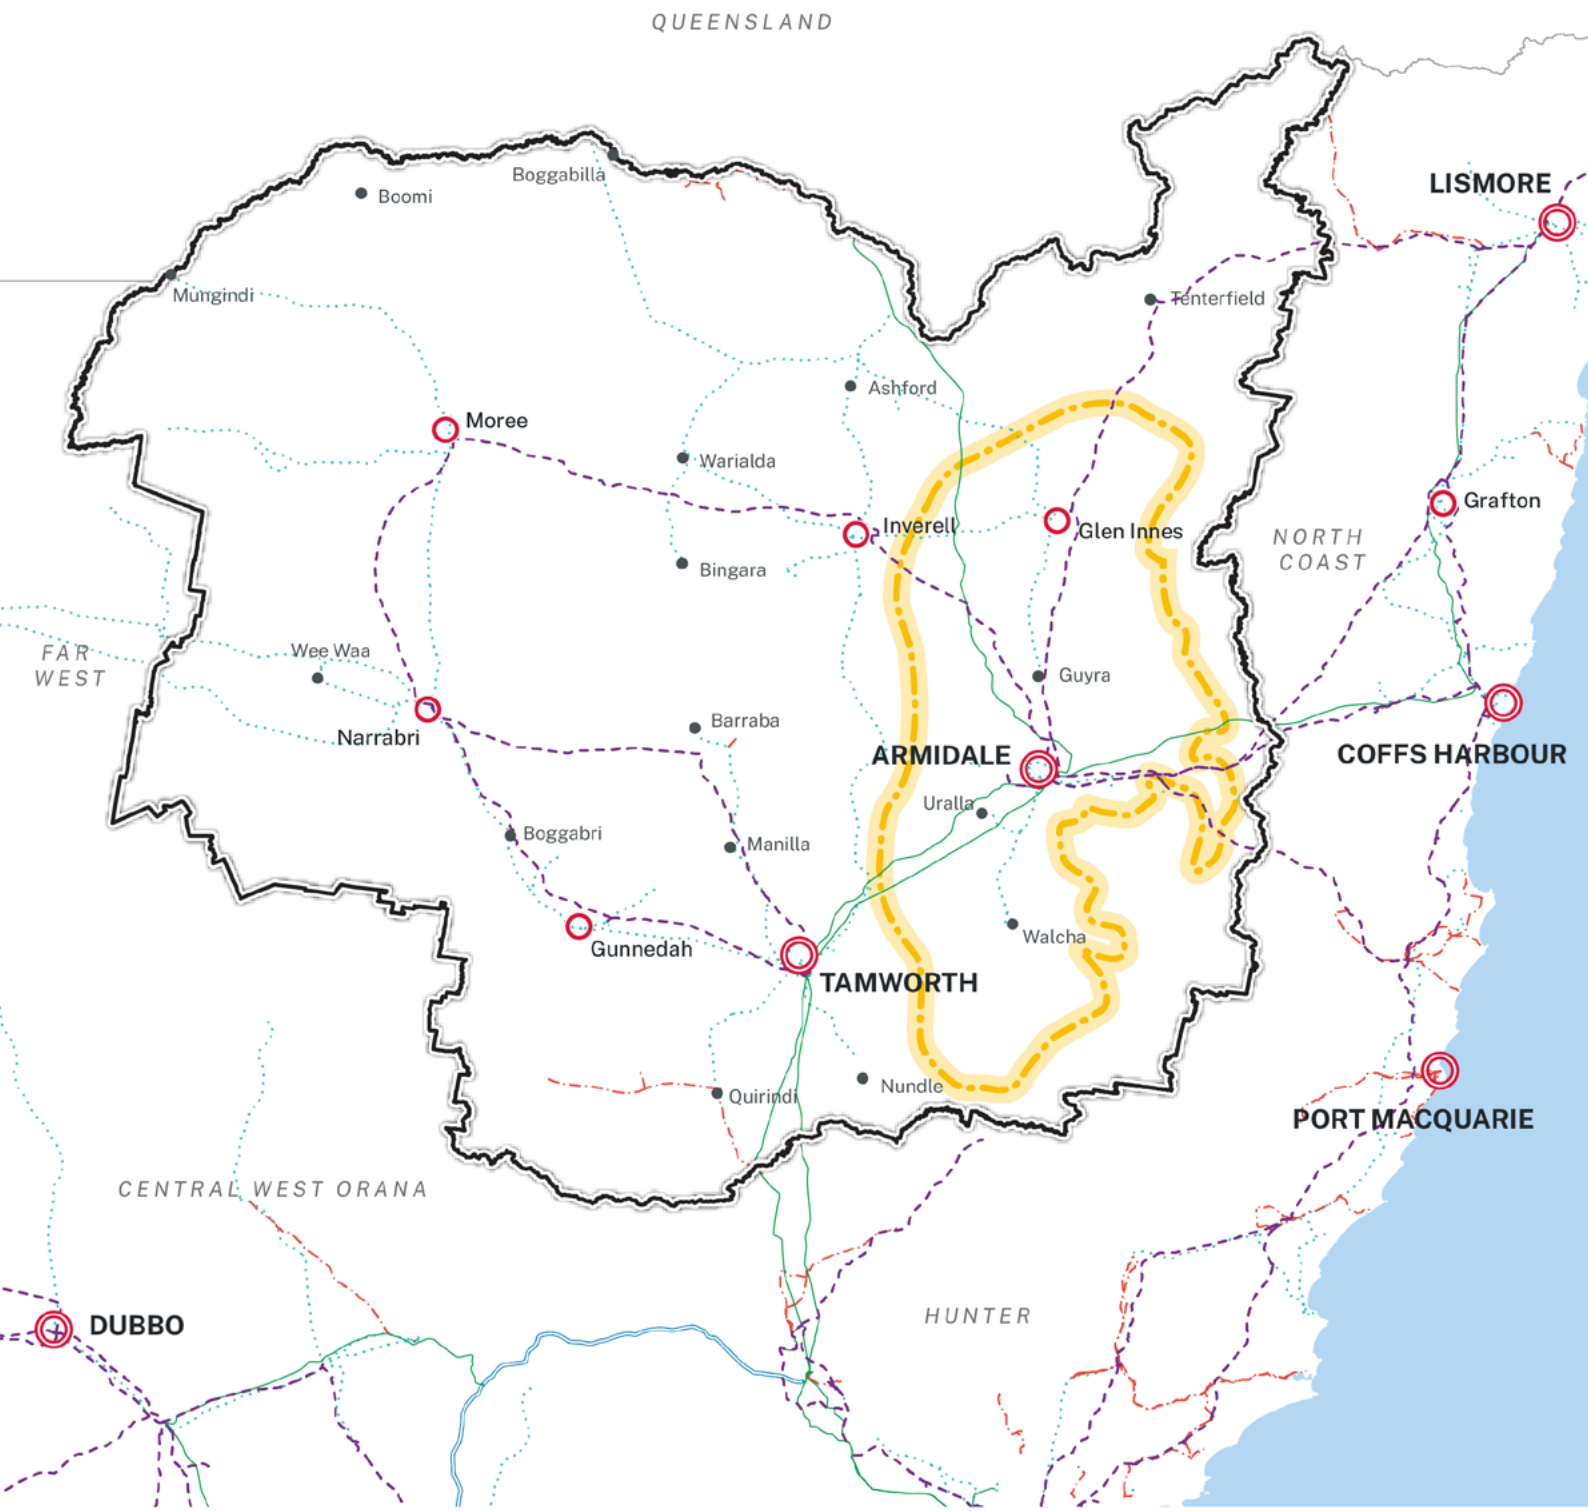 QUEENSLAND
LISMORE
Boggabilla
Boomi
Mungindi
Tenterfield
Ashford
Moree
Warialda
Grafton
Inverell
Glen Innes
NORTH
COAST
Bingara
Wee Waa
FAR
WEST
Guyra
Barraba
Narrabri
ARMIDALE
COFFS HARBOUR
Uralla
Boggabri
Manilla
Walcha
Gunnedah
TAMWORTH
Nundle
Quirindi
PORT MACQUARIE
CENTRAL WEST ORANA
HUNTER
DUBBO